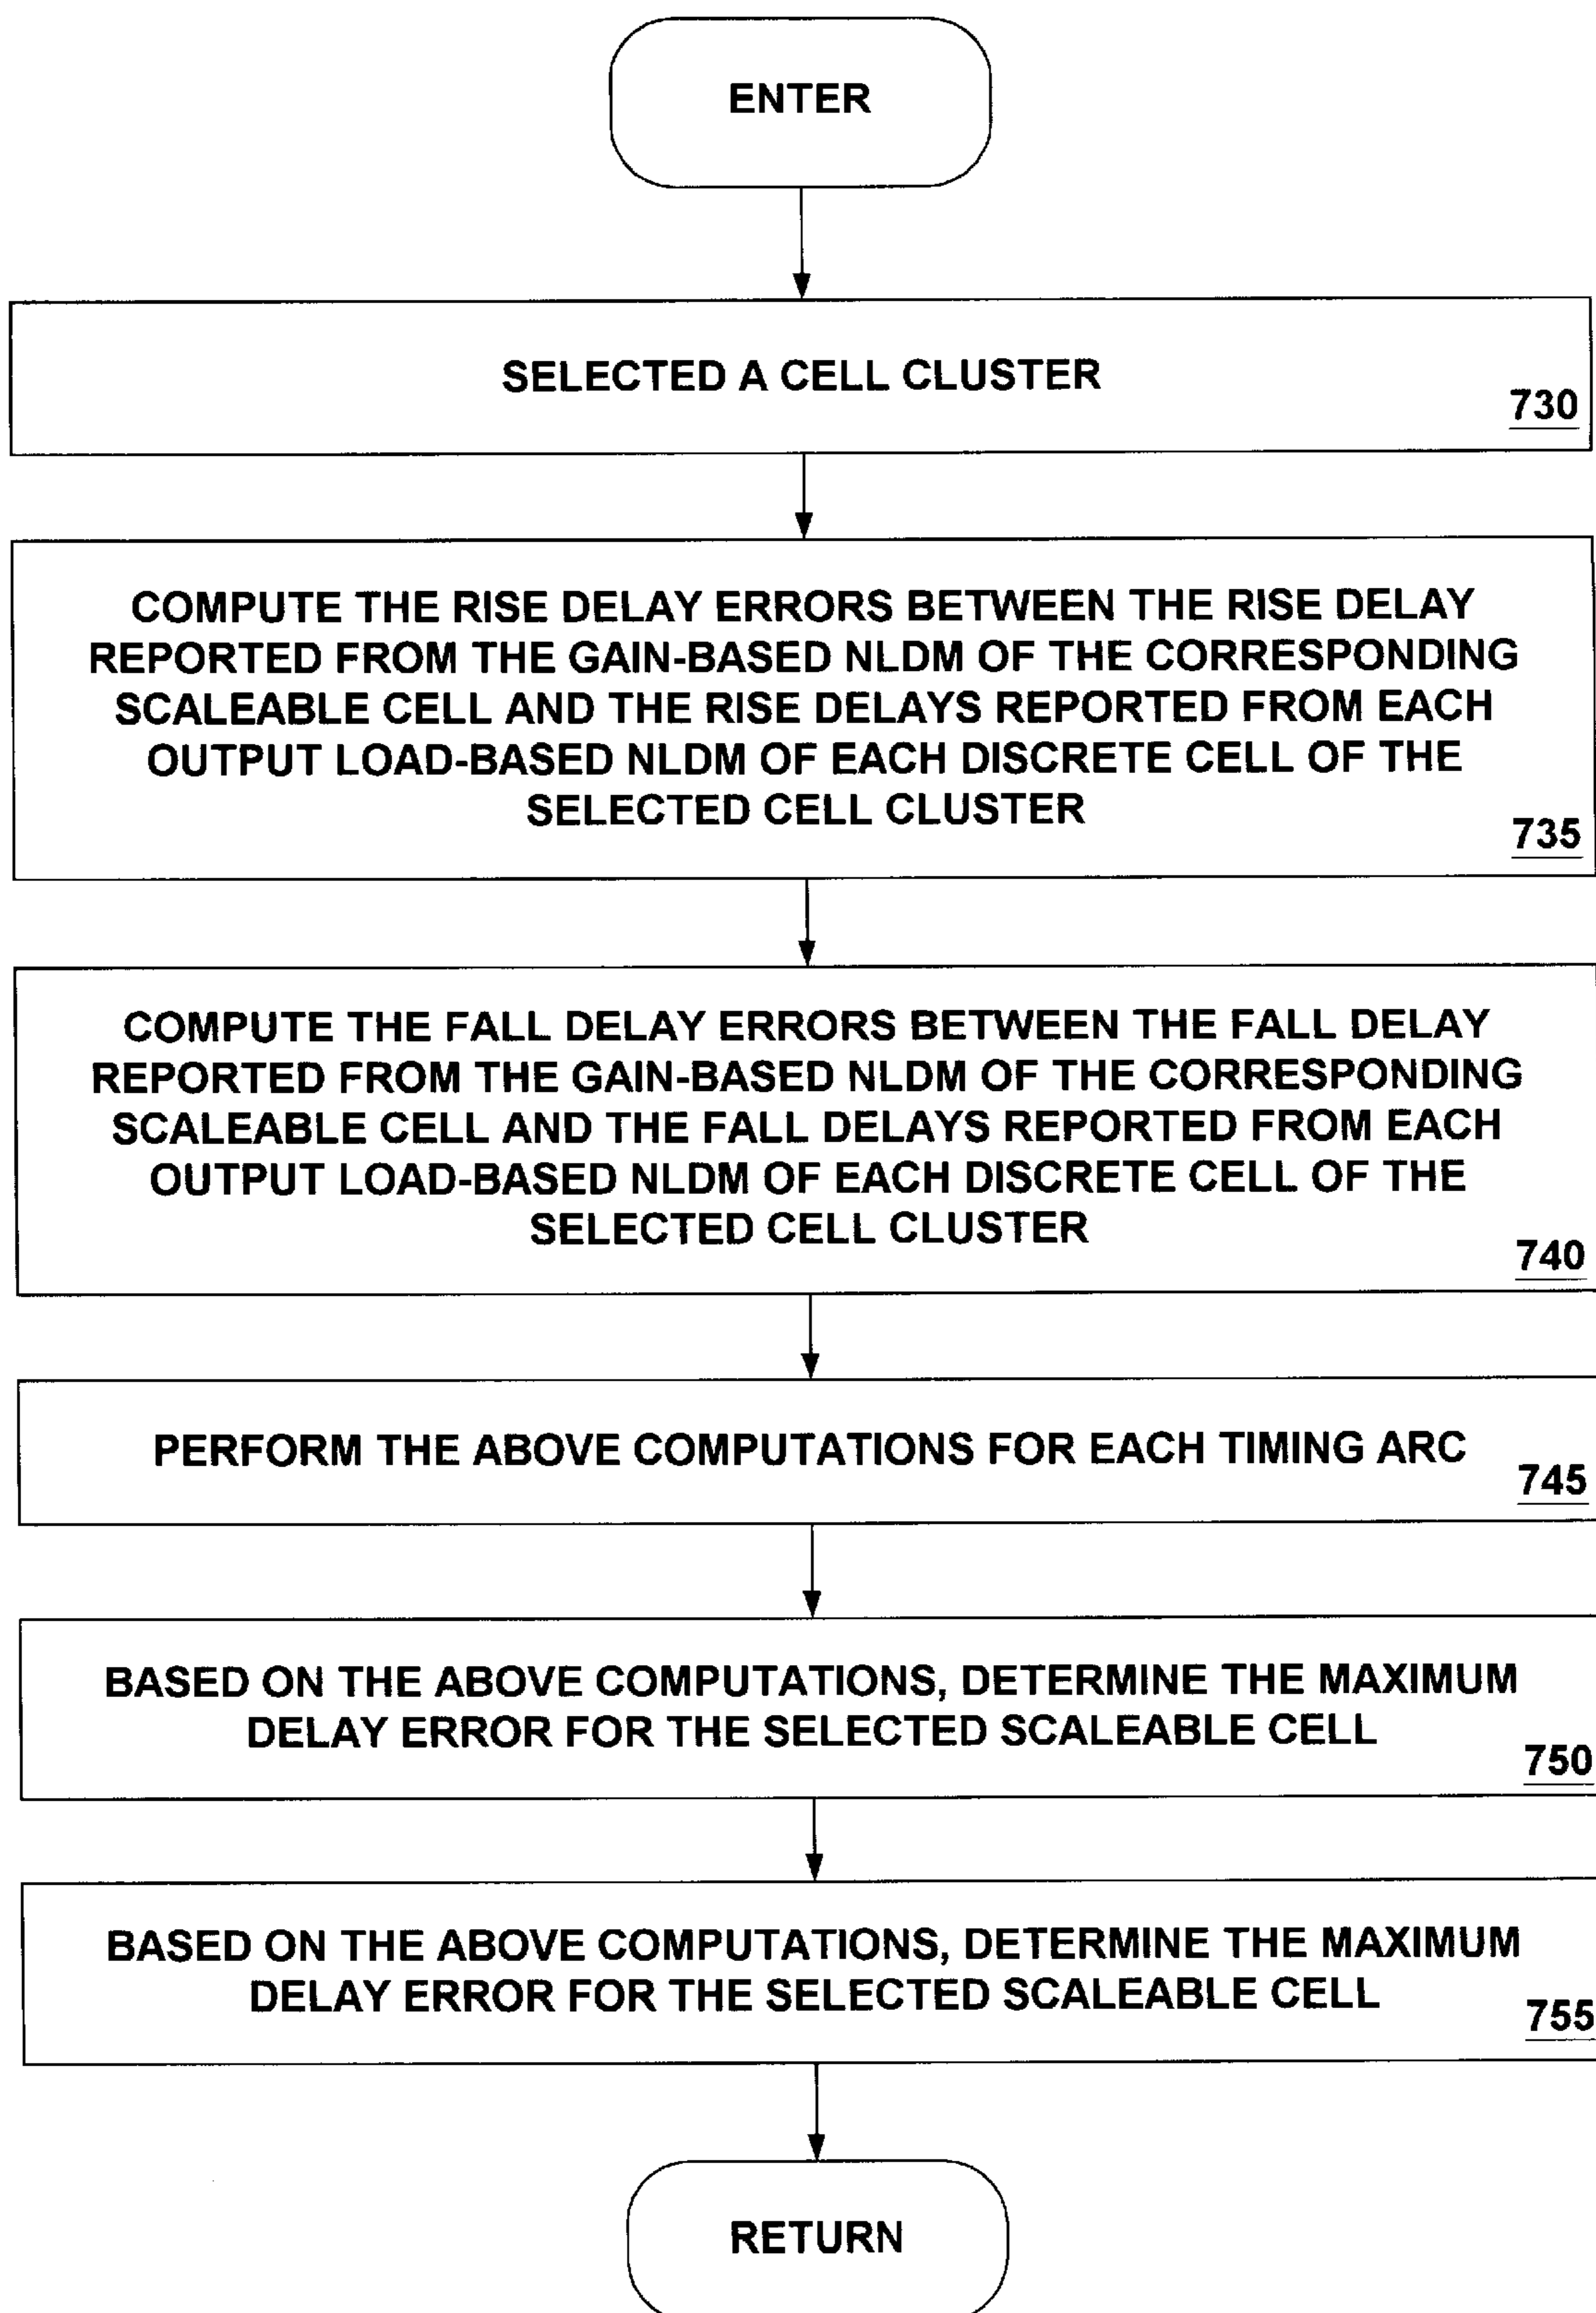 ENTER
SELECTED A CELL CLUSTER
730
COMPUTE THE RISE DELAY ERRORS BETWEEN THE RISE DELAY
REPORTED FROM THE GAIN-BASED NLDM OF THE CORRESPONDING
SCALEABLE CELL AND THE RISE DELAYS REPORTED FROM EACH
OUTPUT LOAD-BASED NLDM OF EACH DISCRETE CELL OF THE
SELECTED CELL CLUSTER
735
COMPUTE THE FALL DELAY ERRORS BETWEEN THE FALL DELAY
REPORTED FROM THE GAIN-BASED NLDM OF THE CORRESPONDING
SCALEABLE CELL AND THE FALL DELAYS REPORTED FROM EACH
OUTPUT LOAD-BASED NLDM OF EACH DISCRETE CELL OF THE
SELECTED CELL CLUSTER
740
PERFORM THE ABOVE COMPUTATIONS FOR EACH TIMING ARC
745
BASED ON THE ABOVE COMPUTATIONS, DETERMINE THE MAXIMUM
DELAY ERROR FOR THE SELECTED SCALEABLE CELL
750
BASED ON THE ABOVE COMPUTATIONS, DETERMINE THE MAXIMUM
DELAY ERROR FOR THE SELECTED SCALEABLE CELL
755
RETURN